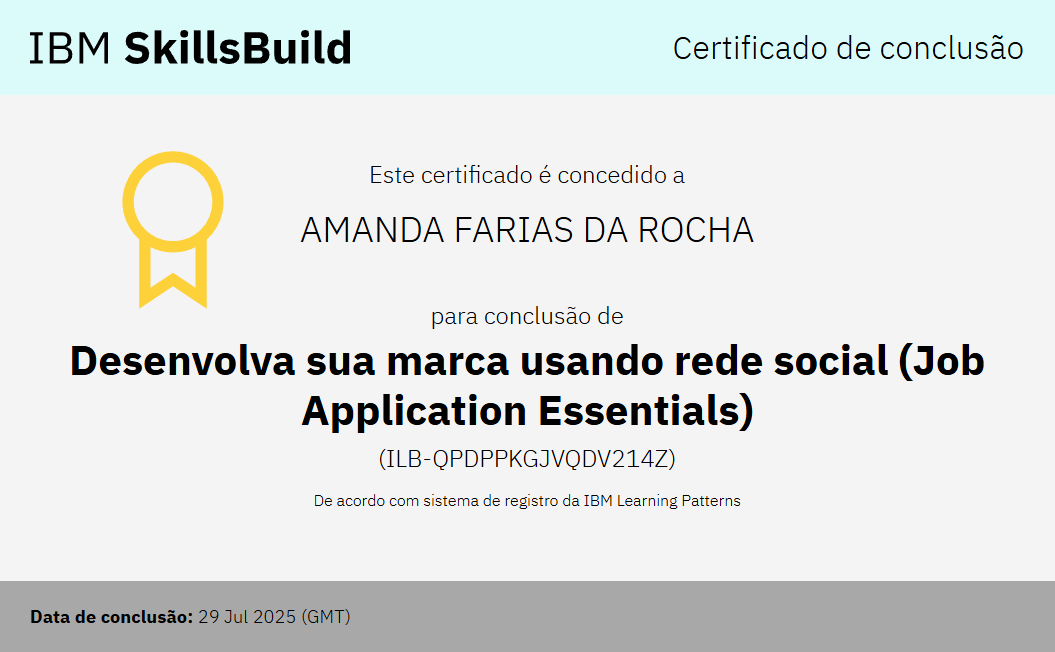 IBM SkillsBuild
Certificado de conclusão
Este certificado é concedido a
AMANDA FARIAS DA ROCHA
para conclusão de
Desenvolva sua marca usando rede social (Job
Application Essentials)
(ILB-QPDPPKGJVQDV214Z)
De acordo com sistema de registro da IBM Learning Patterns
Data de conclusão: 29 Jul 2025 (GMT)